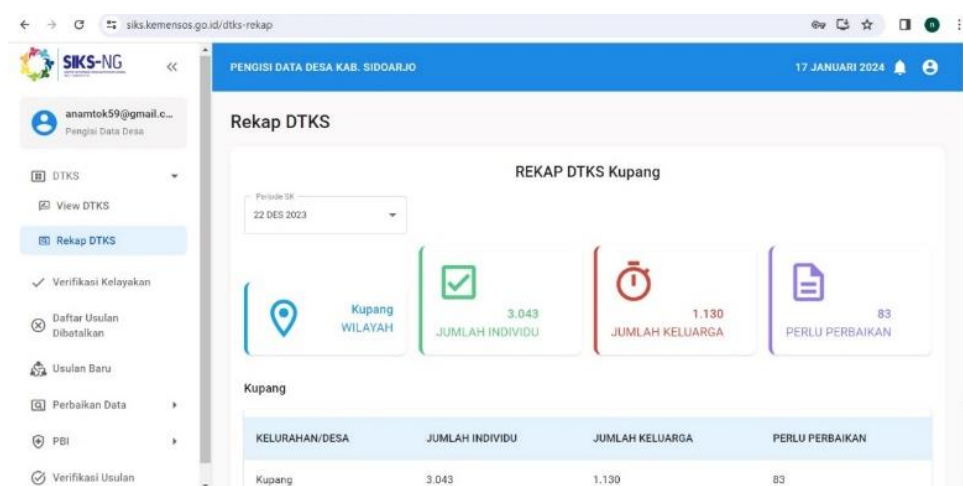 siks.kemensos.go.id/dtks-rekap
SIKS-NG
PENGISI DATA DESA KAB. SIDOARJO
17 JANUARI 2024
anamtok59@gmail.c...
Pengisi Data Desa
DTKS
View DTKS
Rekap DTKS
Verifikasi Kelayakan
Daftar Usulan
Dibatalkan
Usulan Baru
Perbaikan Data
PBI
Verifikasi Usulan
Rekap DTKS
REKAP DTKS Kupang
Periode SK
22 DES 2023
Kupang
WILAYAH
3.043
JUMLAH INDIVIDU
1.130
JUMLAH KELUARGA
83
PERLU PERBAIKAN
Kupang
KELURAHAN/DESA JUMLAH INDIVIDU JUMLAH KELUARGA PERLU PERBAIKAN
Kupang 3.043 1.130 83